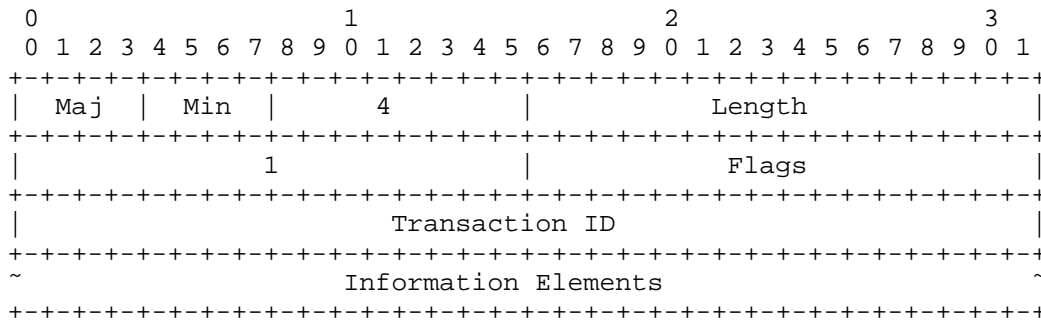 0                   1                   2                   3
 0 1 2 3 4 5 6 7 8 9 0 1 2 3 4 5 6 7 8 9 0 1 2 3 4 5 6 7 8 9 0 1
+-+-+-+-+-+-+-+-+-+-+-+-+-+-+-+-+-+-+-+-+-+-+-+-+-+-+-+-+-+-+-+-+
|  Maj  |  Min  |       4       |            Length             |
+-+-+-+-+-+-+-+-+-+-+-+-+-+-+-+-+-+-+-+-+-+-+-+-+-+-+-+-+-+-+-+-+
|               1               |             Flags             |
+-+-+-+-+-+-+-+-+-+-+-+-+-+-+-+-+-+-+-+-+-+-+-+-+-+-+-+-+-+-+-+-+
|                       Transaction ID                          |
+-+-+-+-+-+-+-+-+-+-+-+-+-+-+-+-+-+-+-+-+-+-+-+-+-+-+-+-+-+-+-+-+
~                    Information Elements                       ~
+-+-+-+-+-+-+-+-+-+-+-+-+-+-+-+-+-+-+-+-+-+-+-+-+-+-+-+-+-+-+-+-+